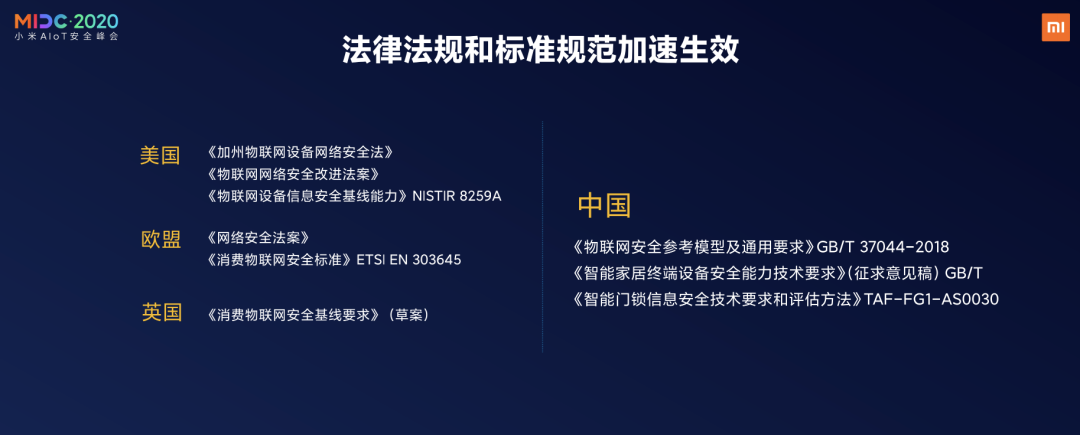 MIDC·2020
小米AIoT安全峰会
mi
法律法规和标准规范加速生效
美国
《加州物联网设备网络安全法》
《物联网网络安全改进法案》
《物联网设备信息安全基线能力》NISTIR 8259A
欧盟
《网络安全法案》
《消费物联网安全标准》ETSI EN 303645
英国
《消费物联网安全基线要求》（草案）
中国
《物联网安全参考模型及通用要求》GB/T 37044-2018
《智能家居终端设备安全能力技术要求》（征求意见稿）GB/T
《智能门锁信息安全技术要求和评估方法》TAF-FG1-AS0030